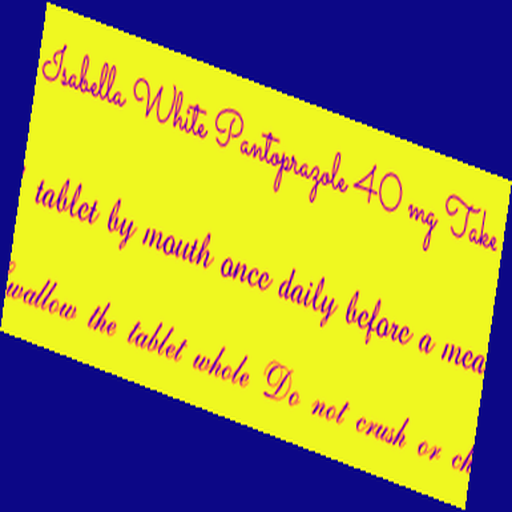 Isabella White Pantoprazole 40 mg Take
tablet by mouth once daily before a mea
wallow the tablet whole Do not crush or ch